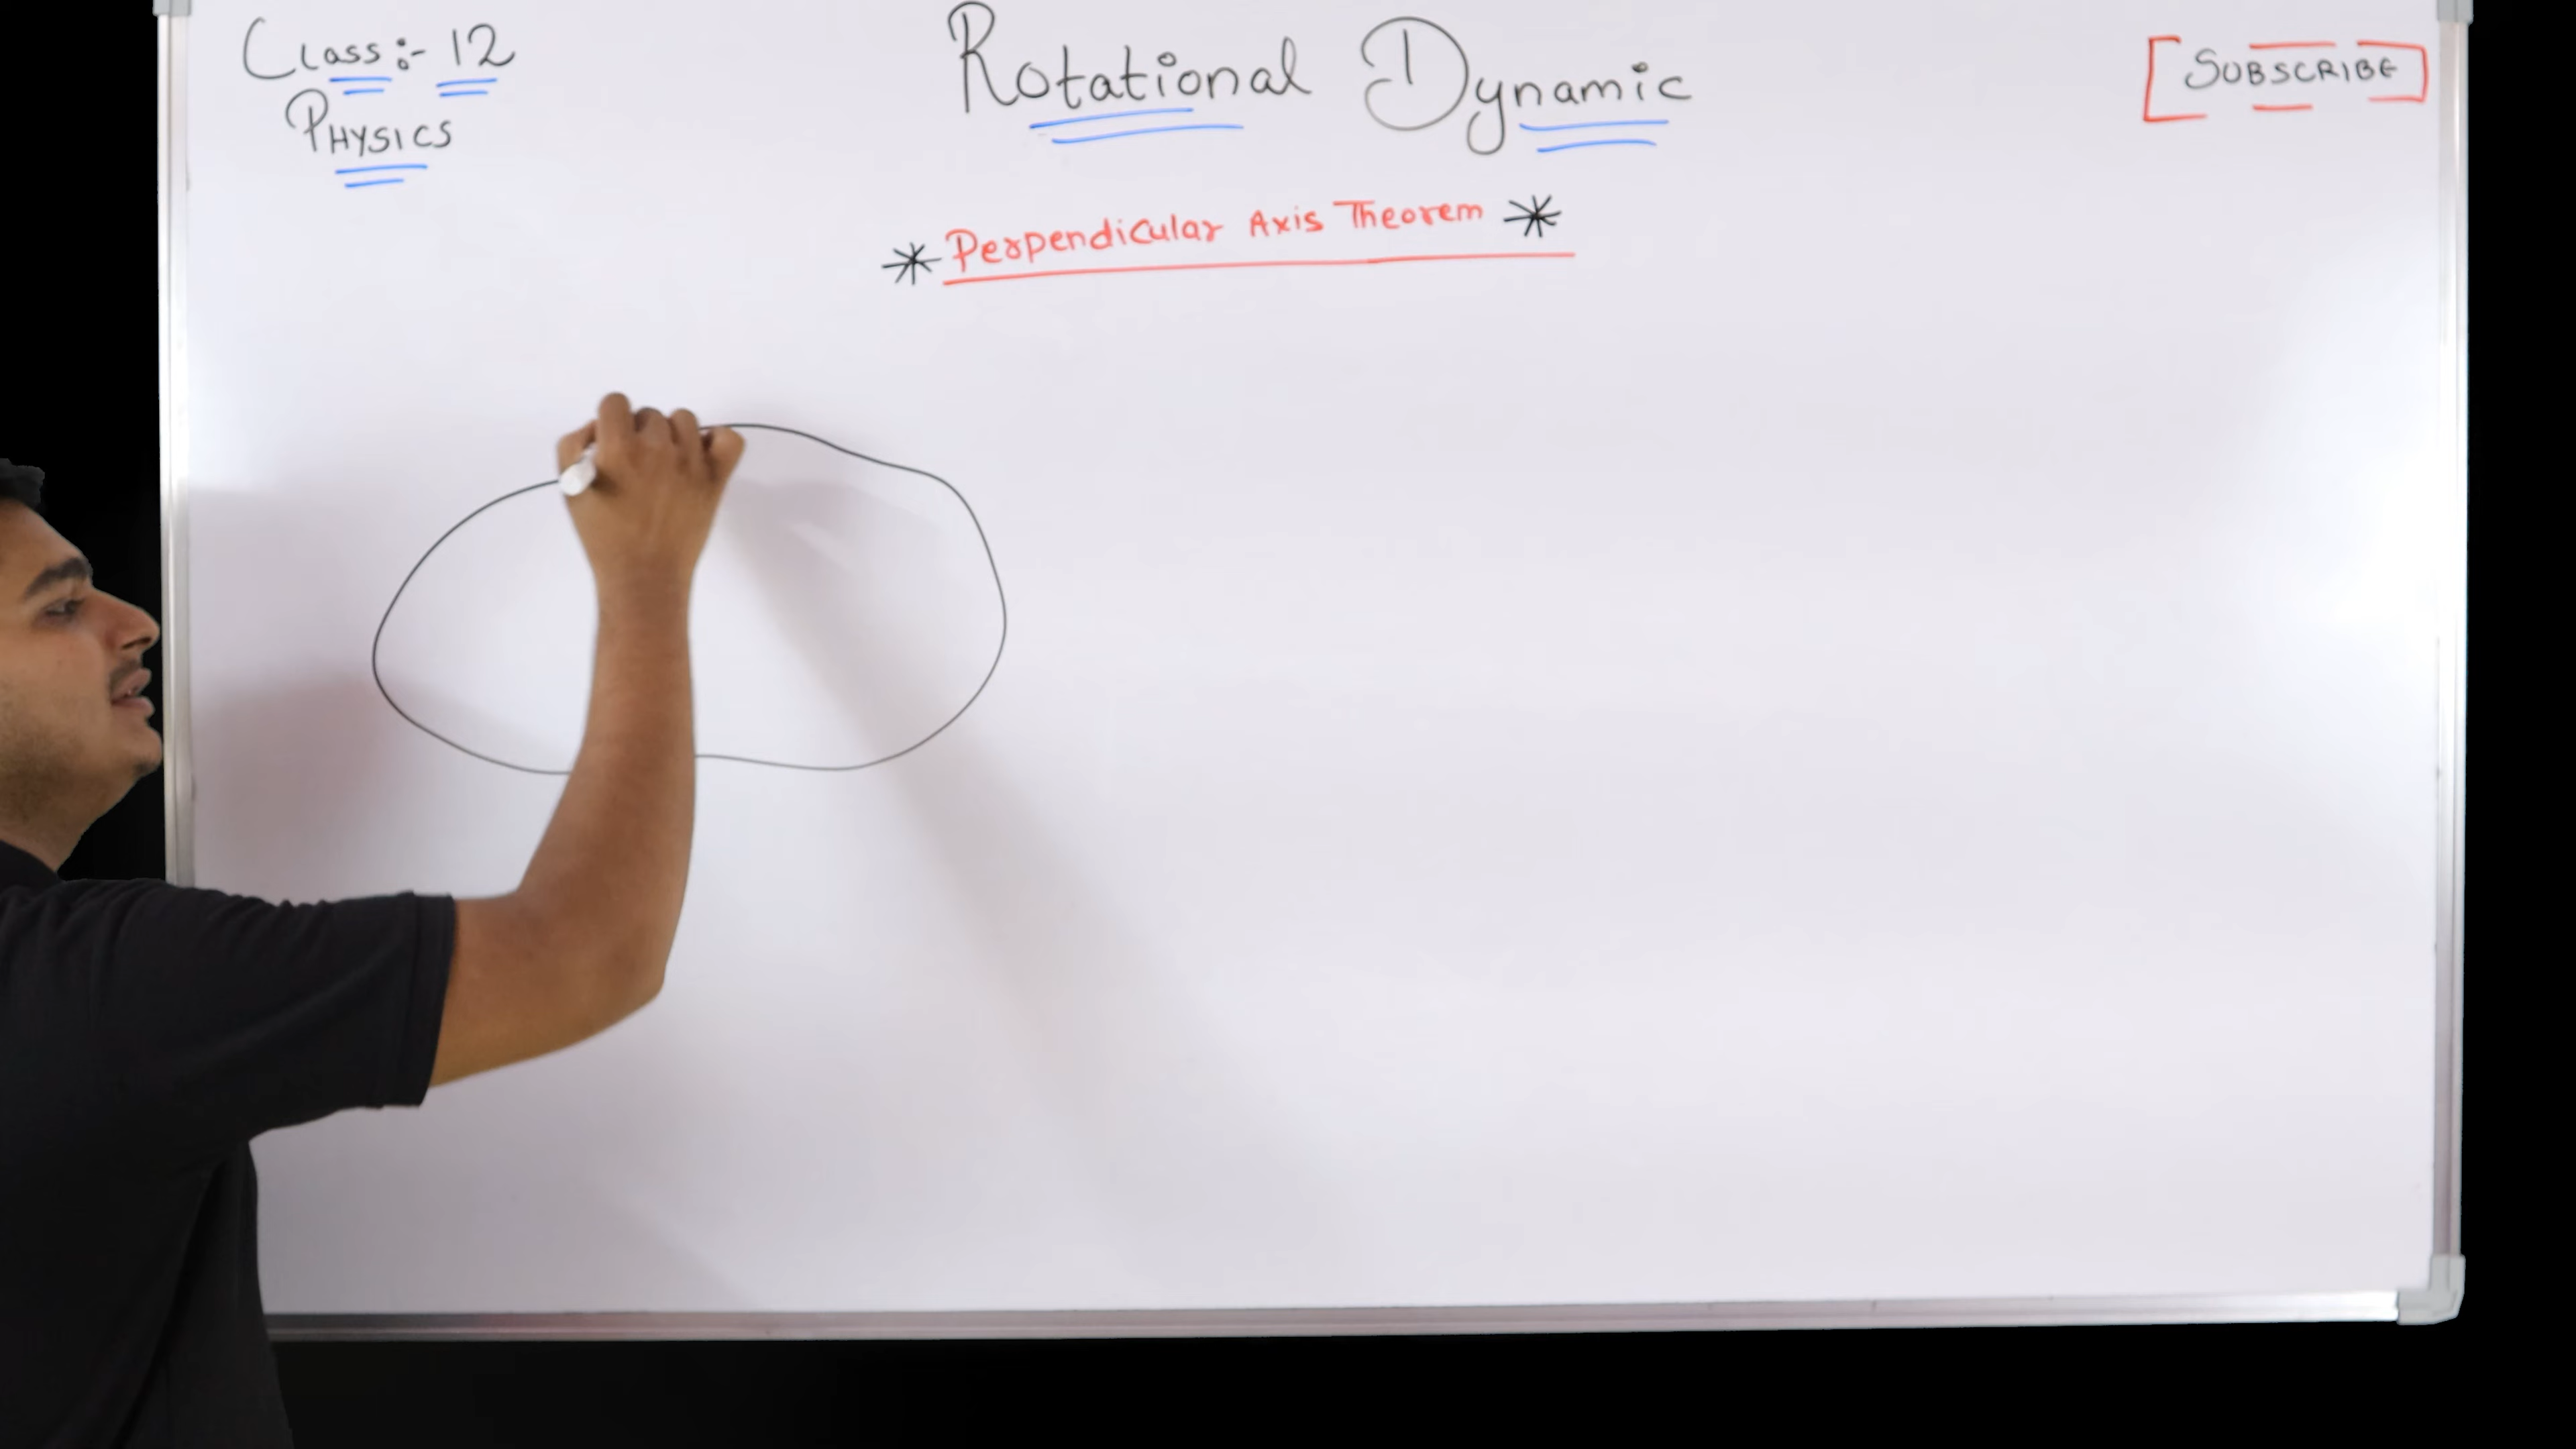 Class:- 12
PHYSICS
Rotational Dynamic
SUBSCRIBE
* Perpendicular Axis Theorem *